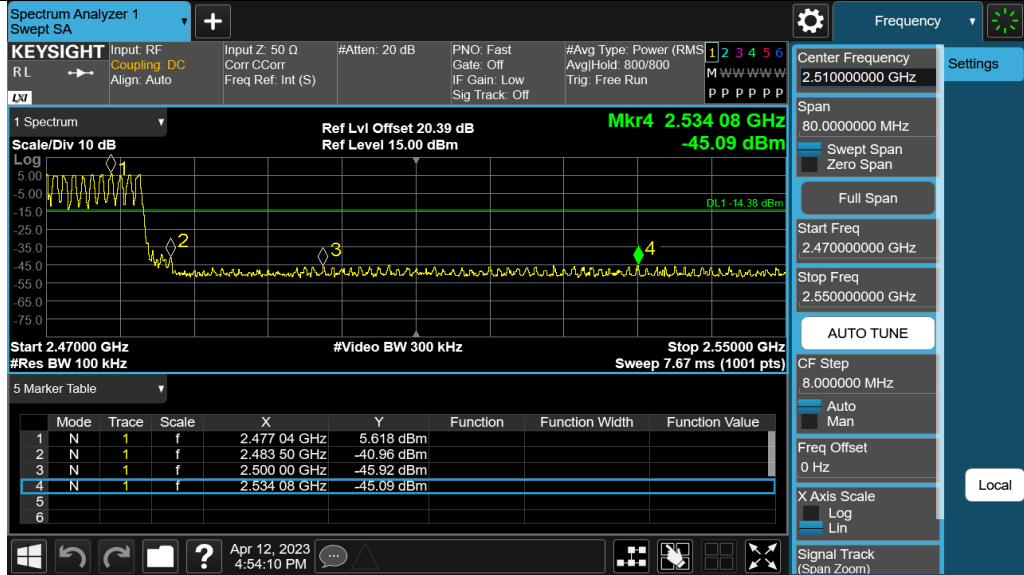 Spectrum Analyzer 1
Swept SA
+
Frequency
KEYSIGHT
R L
LXI
Input: RF
Coupling: DC
Align: Auto
Input Z: 50 Ω
Corr CCorr
Freq Ref: Int (S)
#Atten: 20 dB
PNO: Fast
Gate: Off
IF Gain: Low
Sig Track: Off
#Avg Type: Power (RMS
Avg|Hold: 800/800
Trig: Free Run
1 2 3 4 5 6
M W W W W W
P P P P P P
Center Frequency
2.510000000 GHz
Settings
Span
80.0000000 MHz
Swept Span
Zero Span
Full Span
Start Freq
2.470000000 GHz
Stop Freq
2.550000000 GHz
AUTO TUNE
CF Step
8.000000 MHz
Auto
Man
Freq Offset
0 Hz
X Axis Scale
Log
Lin
Signal Track
(Span Zoom)
Local
1 Spectrum
Scale/Div 10 dB
Ref Lvl Offset 20.39 dB
Ref Level 15.00 dBm
Mkr4 2.534 08 GHz
-45.09 dBm
Log
5.00
-5.00
-15.0
-25.0
-35.0
-45.0
-55.0
-65.0
-75.0
1
2
3
4
DL1 -14.38 dBm
Start 2.47000 GHz
#Video BW 300 kHz
Stop 2.55000 GHz
#Res BW 100 kHz
Sweep 7.67 ms (1001 pts)
5 Marker Table
Mode Trace Scale X Y Function Function Width Function Value
1 N 1 f 2.477 04 GHz 5.618 dBm
2 N 1 f 2.483 50 GHz -40.96 dBm
3 N 1 f 2.500 00 GHz -45.92 dBm
4 N 1 f 2.534 08 GHz -45.09 dBm
5
6
?
Apr 12, 2023
4:54:10 PM